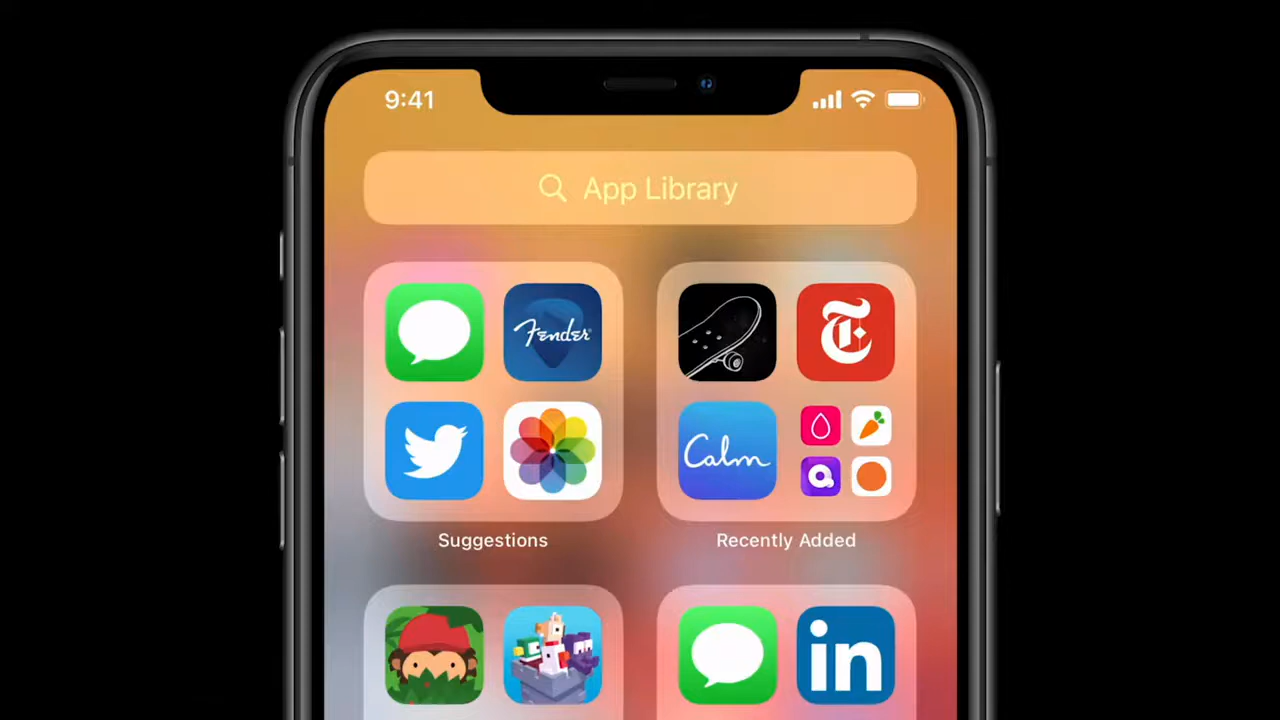 9:41
App Library
Fender
Calm
Suggestions
Recently Added
in